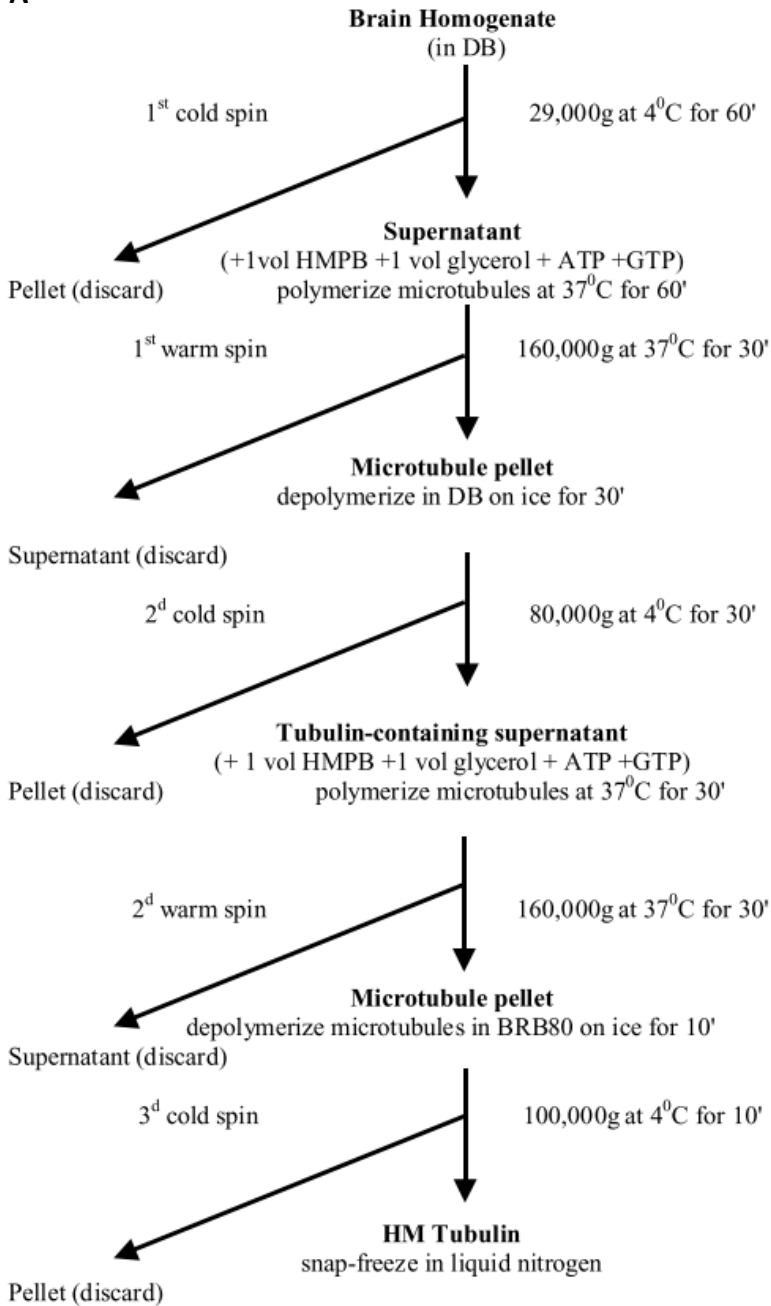 Brain Homogenate
(in DB)
1st cold spin
29,000g at 4⁰C for 60'
Supernatant
(+1vol HMPB +1 vol glycerol + ATP +GTP)
Pellet (discard)
polymerize microtubules at 37⁰C for 60'
1st warm spin
160,000g at 37⁰C for 30'
Microtubule pellet
depolymerize in DB on ice for 30'
Supernatant (discard)
2d cold spin
80,000g at 4⁰C for 30'
Tubulin-containing supernatant
(+ 1 vol HMPB +1 vol glycerol + ATP +GTP)
Pellet (discard)
polymerize microtubules at 37⁰C for 30'
2d warm spin
160,000g at 37⁰C for 30'
Microtubule pellet
depolymerize microtubules in BRB80 on ice for 10'
Supernatant (discard)
3d cold spin
100,000g at 4⁰C for 10'
HM Tubulin
snap-freeze in liquid nitrogen
Pellet (discard)